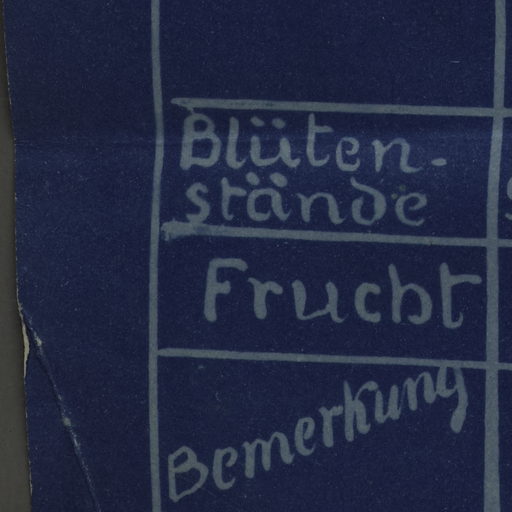 Blüten-
stände
Frucht
Bemerkung